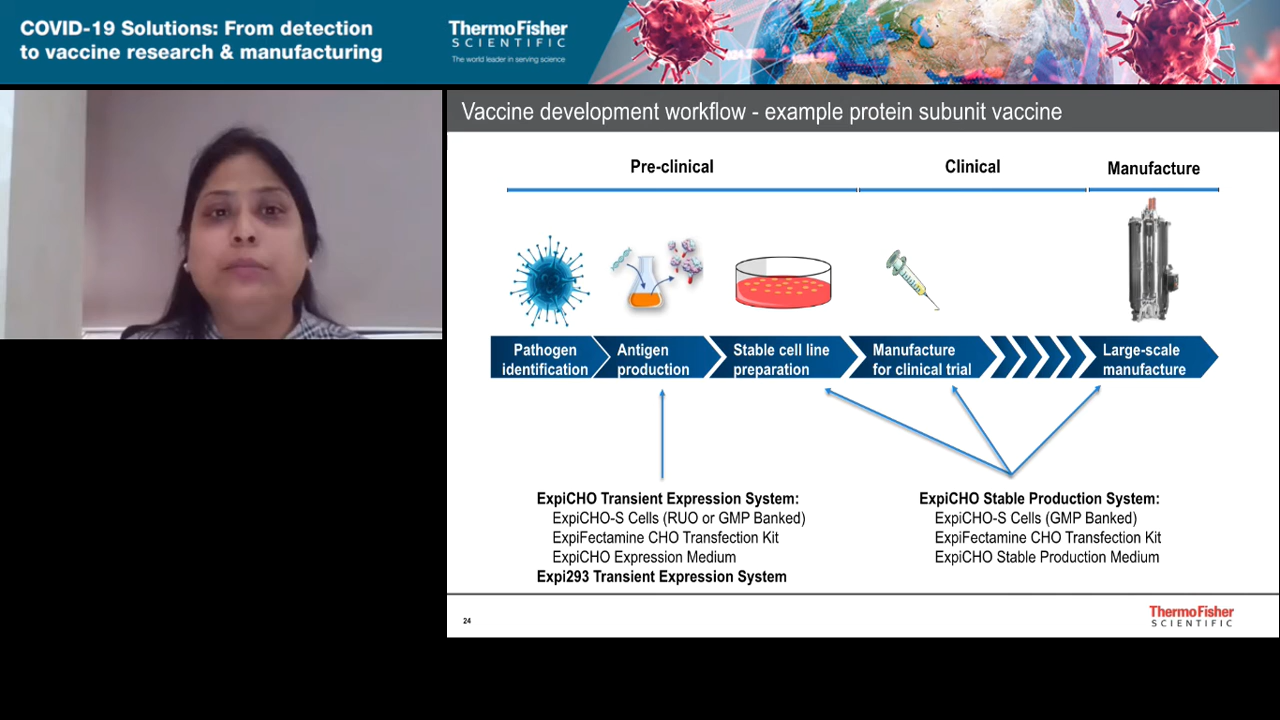 COVID-19 Solutions: From detection
to vaccine research & manufacturing
ThermoFisher
SCIENTIFIC
The world leader in serving science
Vaccine development workflow - example protein subunit vaccine
Pre-clinical
Clinical
Manufacture
Pathogen
identification
Antigen
production
Stable cell line
preparation
Manufacture
for clinical trial
Large-scale
manufacture
ExpiCHO Transient Expression System:
ExpiCHO-S Cells (RUO or GMP Banked)
ExpiFectamine CHO Transfection Kit
ExpiCHO Expression Medium
Expi293 Transient Expression System
ExpiCHO Stable Production System:
ExpiCHO-S Cells (GMP Banked)
ExpiFectamine CHO Transfection Kit
ExpiCHO Stable Production Medium
24
ThermoFisher
SCIENTIFIC